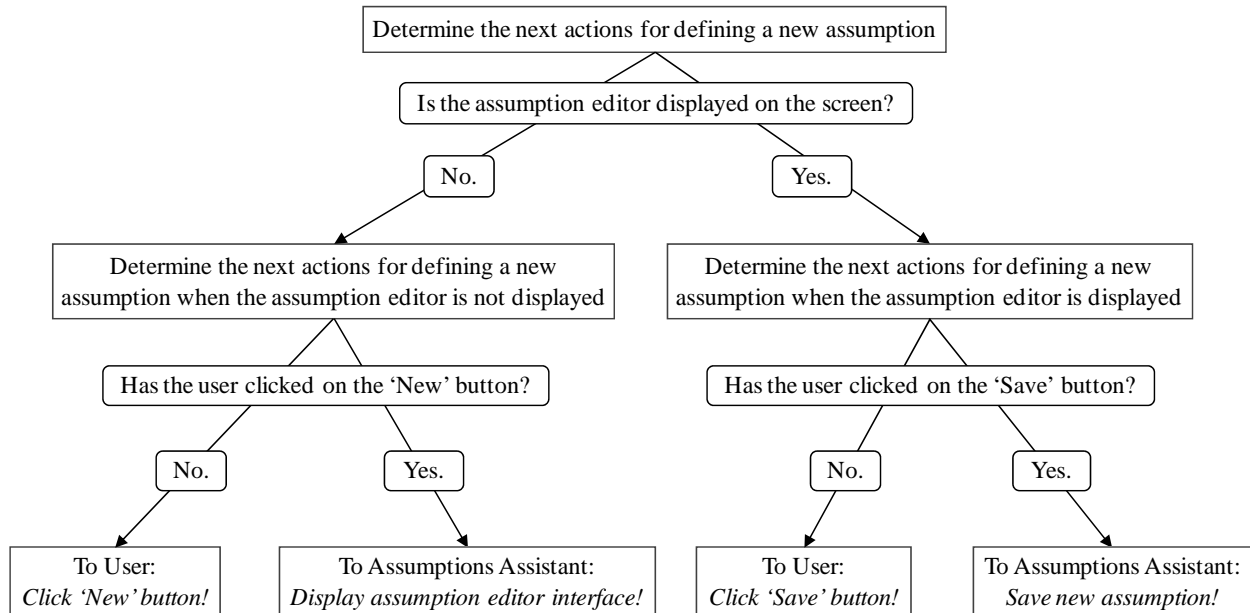 Determine the next actions for defining a new assumption
Is the assumption editor displayed on the screen?
No.
Yes.
Determine the next actions for defining a new
assumption when the assumption editor is not displayed
Determine the next actions for defining a new
assumption when the assumption editor is displayed
Has the user clicked on the ‘New’ button?
Has the user clicked on the ‘Save’ button?
No.
Yes.
No.
Yes.
To User:
Click ‘New’ button!
To Assumptions Assistant:
Display assumption editor interface!
To User:
Click ‘Save’ button!
To Assumptions Assistant:
Save new assumption!